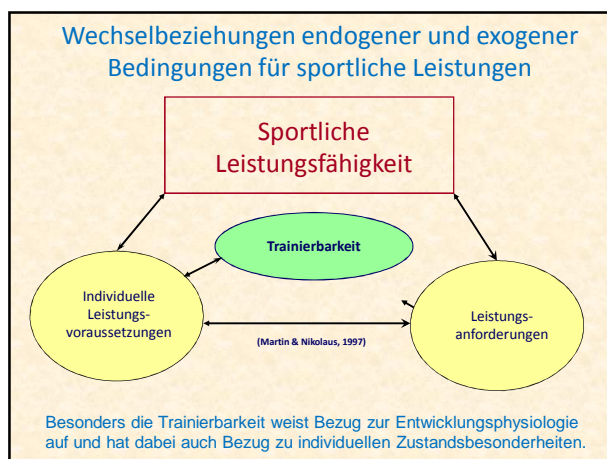 Wechselbeziehungen endogener und exogener
Bedingungen für sportliche Leistungen
Sportliche
Leistungsfähigkeit
Trainierbarkeit
Individuelle
Leistungs-
voraussetzungen
Leistungs-
anforderungen
(Martin & Nikolaus, 1997)
Besonders die Trainierbarkeit weist Bezug zur Entwicklungsphysiologie
auf und hat dabei auch Bezug zu individuellen Zustandsbesonderheiten.